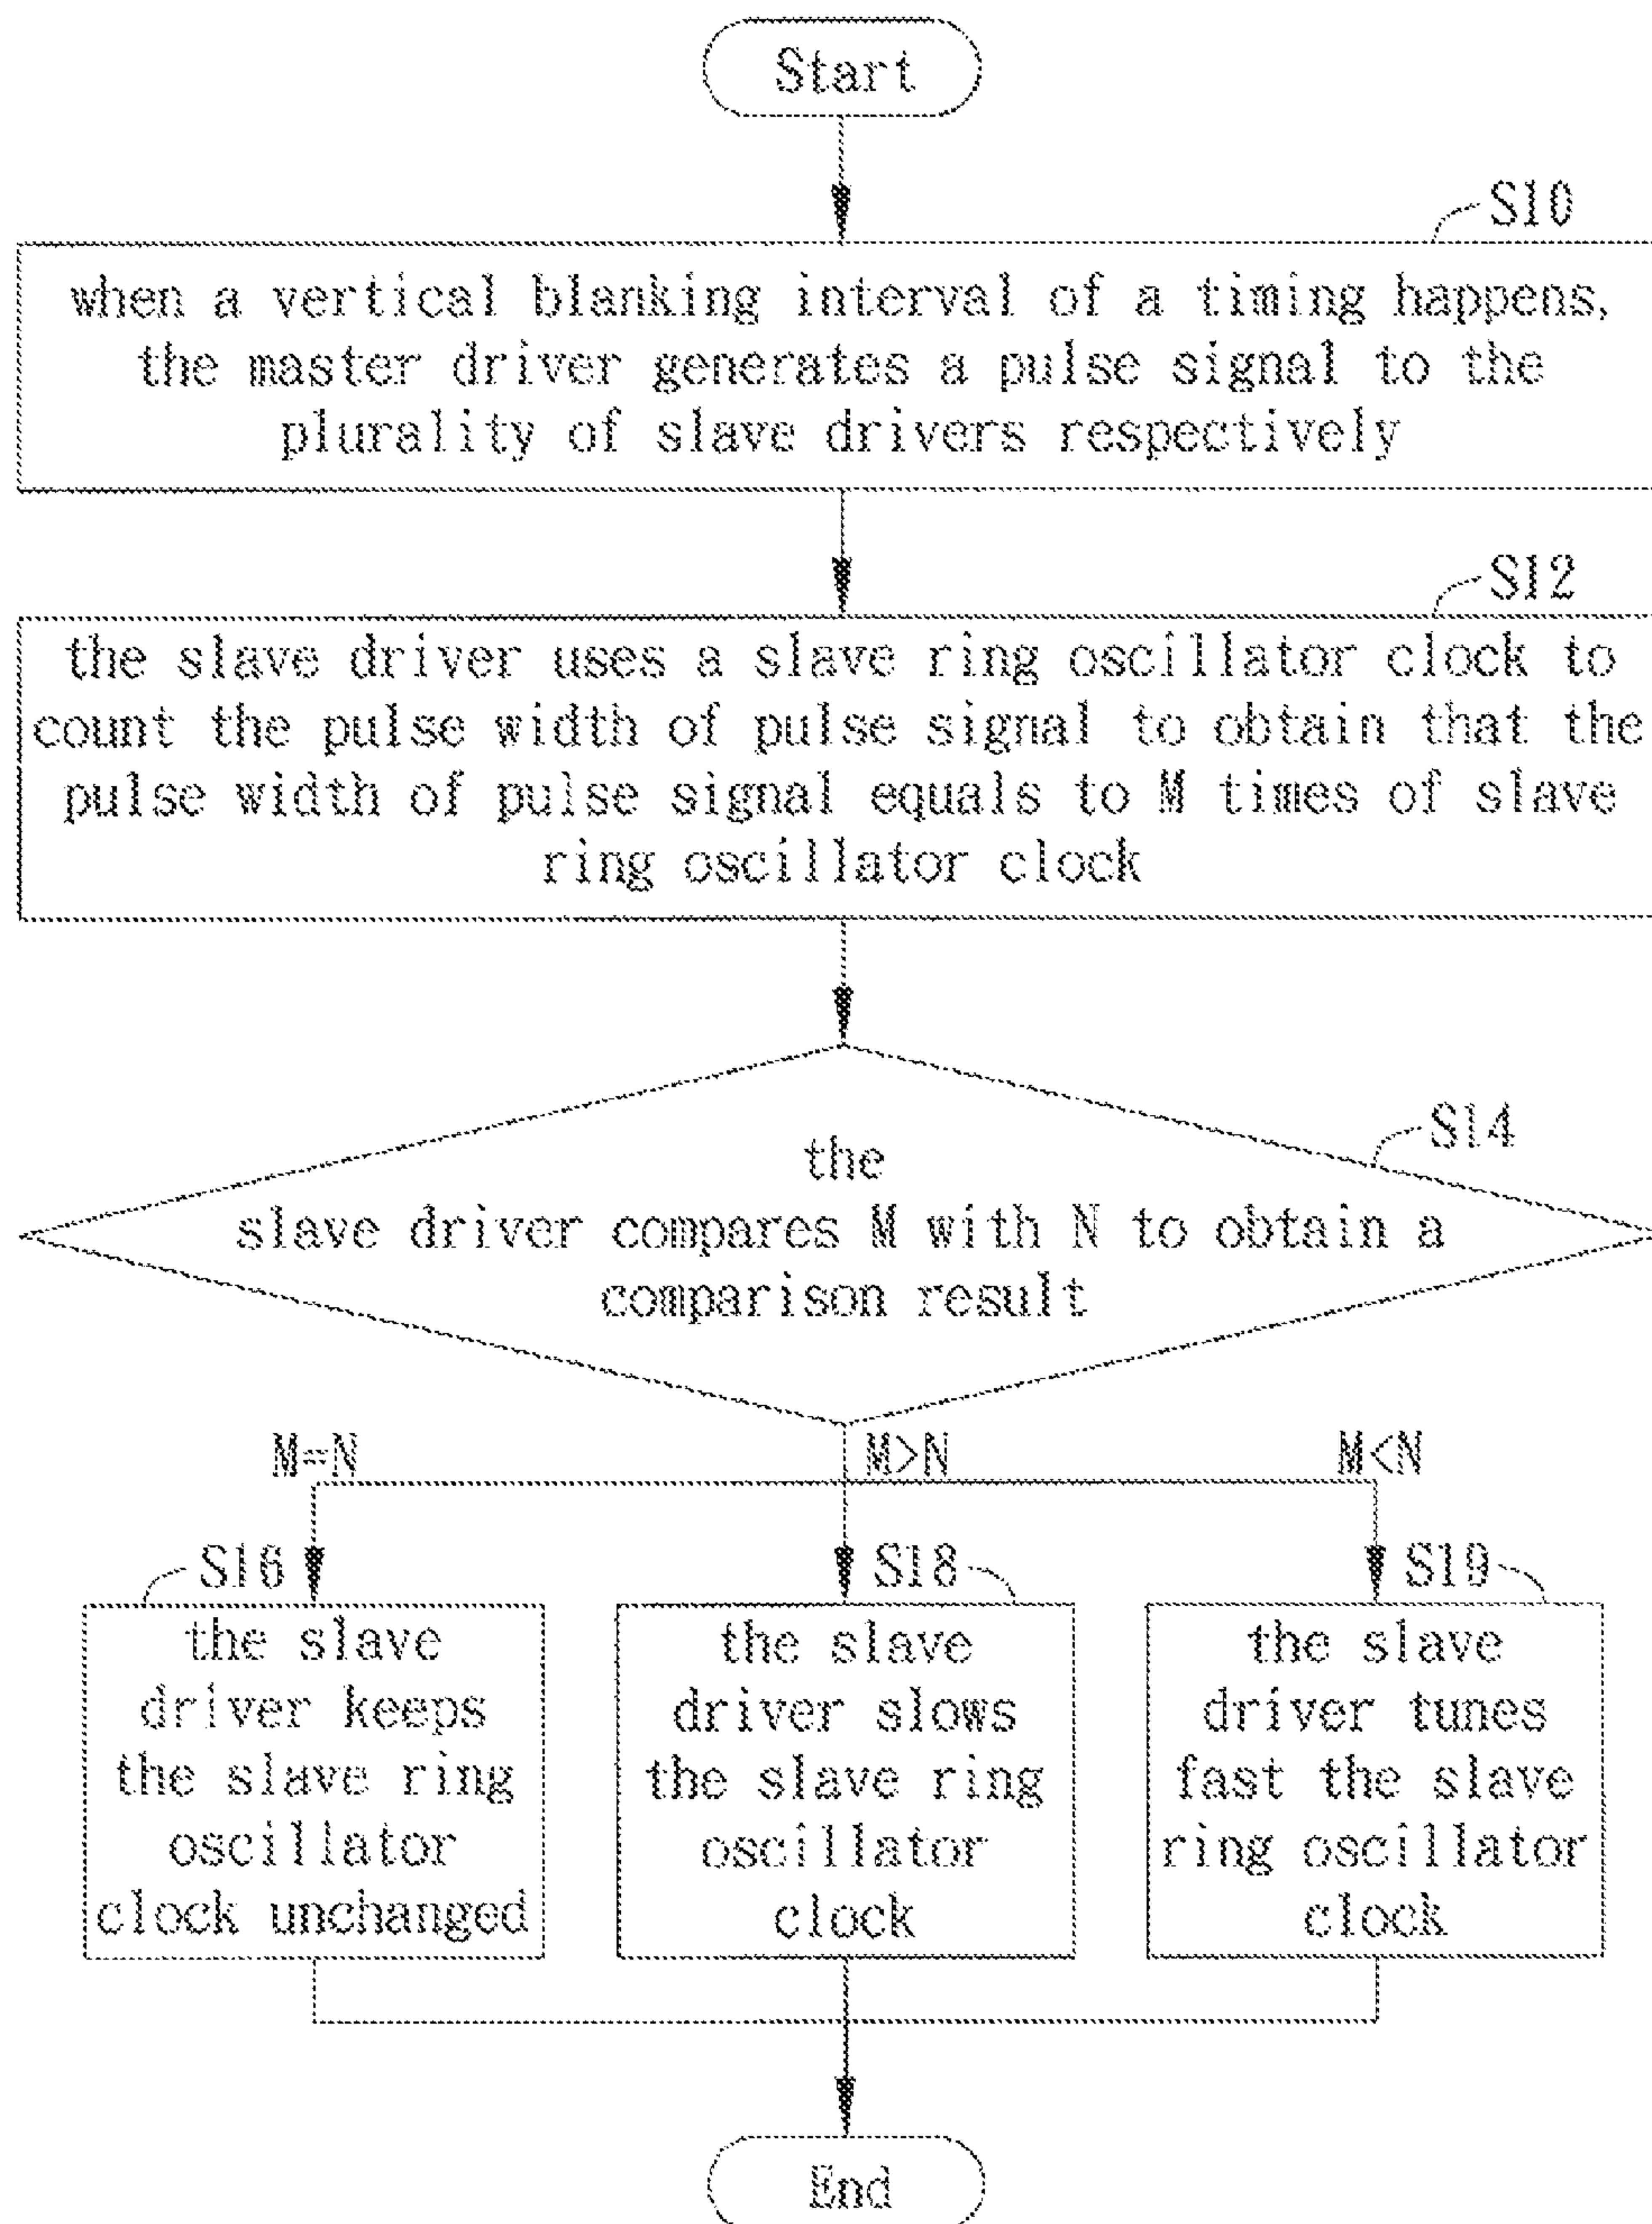 Start
S10
when a vertical blanking interval of a timing happens,
the master driver generates a pulse signal to the
plurality of slave drivers respectively
S12
the slave driver uses a slave ring oscillator clock to
count the pulse width of pulse signal to obtain that the
pulse width of pulse signal equals to M times of slave
ring oscillator clock
S14
the
slave driver compares M with N to obtain a
comparison result
M=N
M>N
M<N
S16
the slave
driver keeps
the slave ring
oscillator
clock unchanged
S18
the slave
driver slows
the slave ring
oscillator
clock
S19
the slave
driver tunes
fast the slave
ring oscillator
clock
End